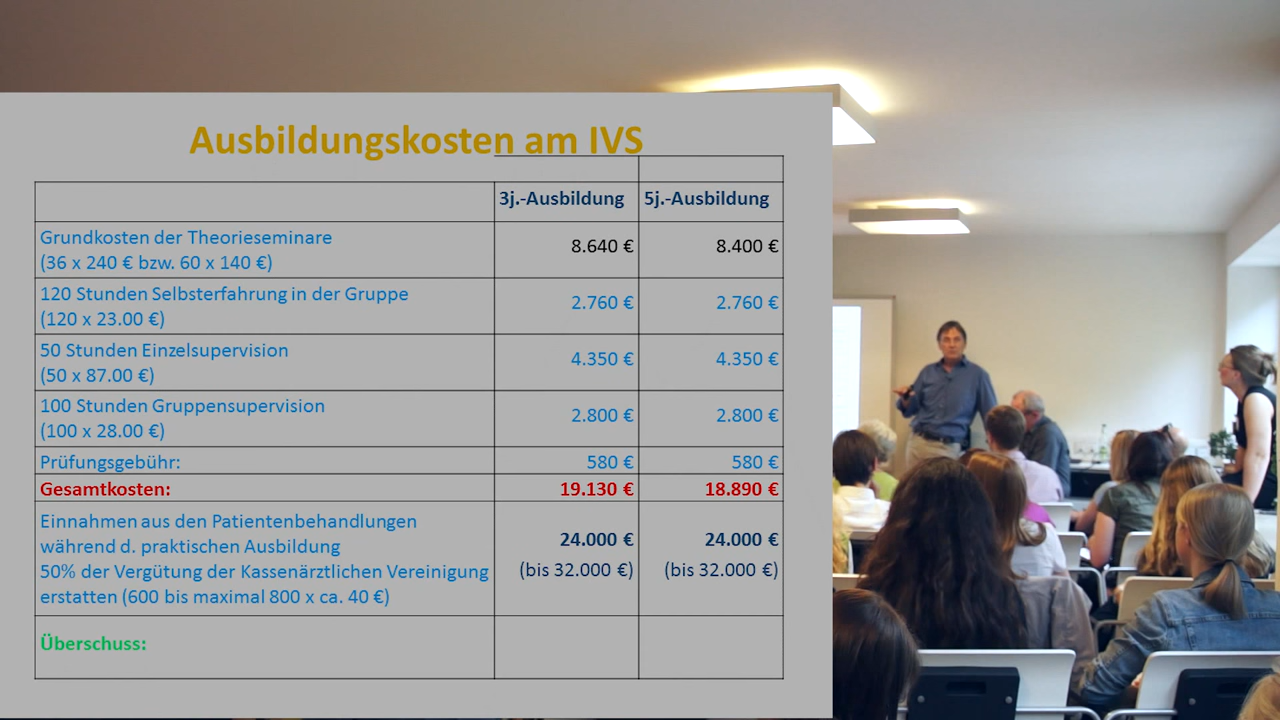 Ausbildungskosten am IVS
3j.-Ausbildung 5j.-Ausbildung
Grundkosten der Theorieseminare
(36 x 240 € bzw. 60 x 140 €) 8.640 € 8.400 €
120 Stunden Selbsterfahrung in der Gruppe
(120 x 23.00 €) 2.760 € 2.760 €
50 Stunden Einzelsupervision
(50 x 87.00 €) 4.350 € 4.350 €
100 Stunden Gruppensupervision
(100 x 28.00 €) 2.800 € 2.800 €
Prüfungsgebühr: 580 € 580 €
Gesamtkosten: 19.130 € 18.890 €
Einnahmen aus den Patientenbehandlungen
während d. praktischen Ausbildung 24.000 € 24.000 €
50% der Vergütung der Kassenärztlichen Vereinigung (bis 32.000 €) (bis 32.000 €)
erstatten (600 bis maximal 800 x ca. 40 €)
Überschuss: